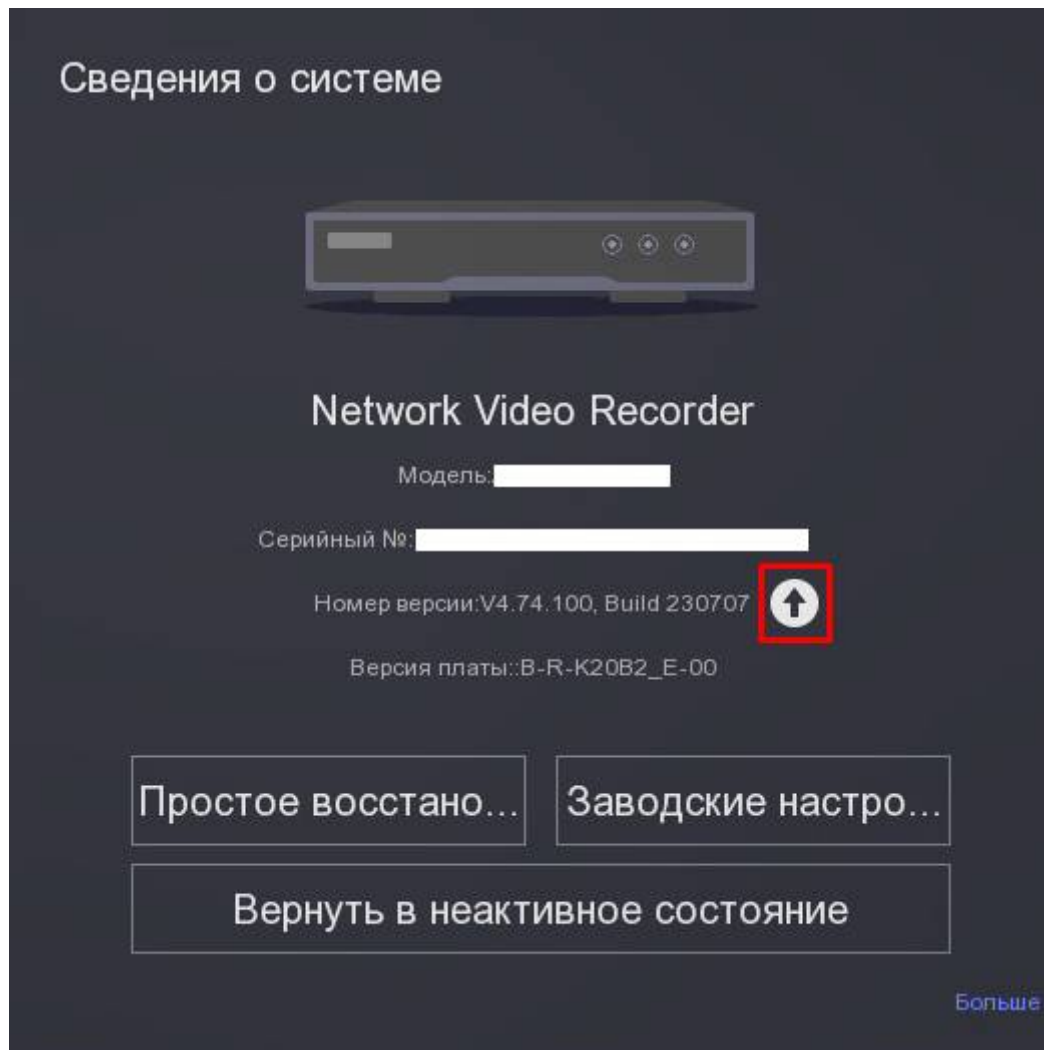 Сведения о системе
Network Video Recorder
Модель:
Серийный №:
Номер версии:V4.74.100, Build 230707
Версия платы::B-R-K20B2_E-00
Простое восстано... Заводские настро...
Вернуть в неактивное состояние
Больше